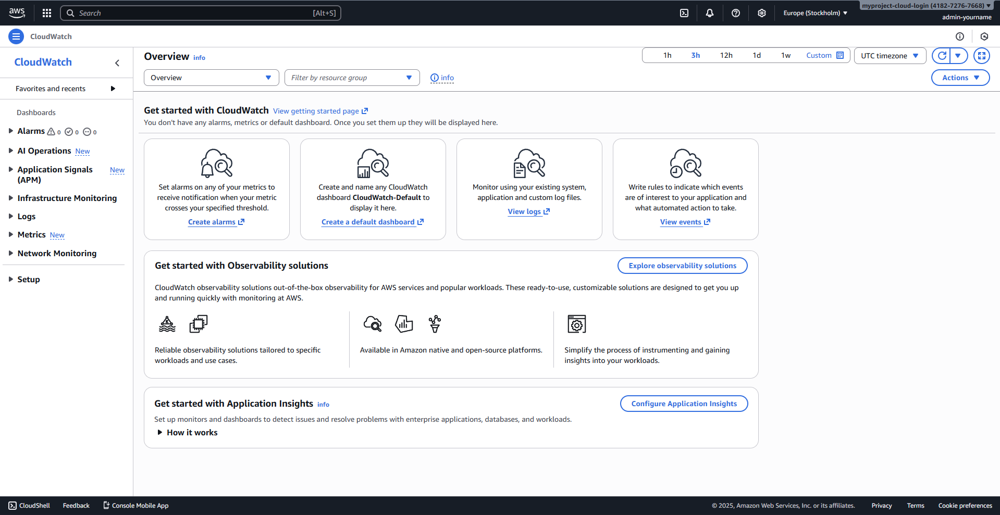 aws
Search
[Alt+S]
Europe (Stockholm)
myproject-cloud-login (4182-7276-7668)
admin-yourname
CloudWatch
CloudWatch
Favorites and recents
Dashboards
Alarms 0 0 0
AI Operations New
Application Signals New
(APM)
Infrastructure Monitoring
Logs
Metrics New
Network Monitoring
Setup
Overview info
1h 3h 12h 1d 1w Custom
UTC timezone
Overview
Filter by resource group
info
Actions
Get started with CloudWatch View getting started page
You don't have any alarms, metrics or default dashboard. Once you set them up they will be displayed here.
Set alarms on any of your metrics to
receive notification when your metric
crosses your specified threshold.
Create alarms
Create and name any CloudWatch
dashboard CloudWatch-Default to
display it here.
Create a default dashboard
Monitor using your existing system,
application and custom log files.
View logs
Write rules to indicate which events
are of interest to your application and
what automated action to take.
View events
Get started with Observability solutions
Explore observability solutions
CloudWatch observability solutions out-of-the-box observability for AWS services and popular workloads. These ready-to-use, customizable solutions are designed to get you up
and running quickly with monitoring at AWS.
Reliable observability solutions tailored to specific
workloads and use cases.
Available in Amazon native and open-source platforms.
Simplify the process of instrumenting and gaining
insights into your workloads.
Get started with Application Insights info
Configure Application Insights
Set up monitors and dashboards to detect issues and resolve problems with enterprise applications, databases, and workloads.
How it works
CloudShell
Feedback
Console Mobile App
© 2025, Amazon Web Services, Inc. or its affiliates.
Privacy
Terms
Cookie preferences